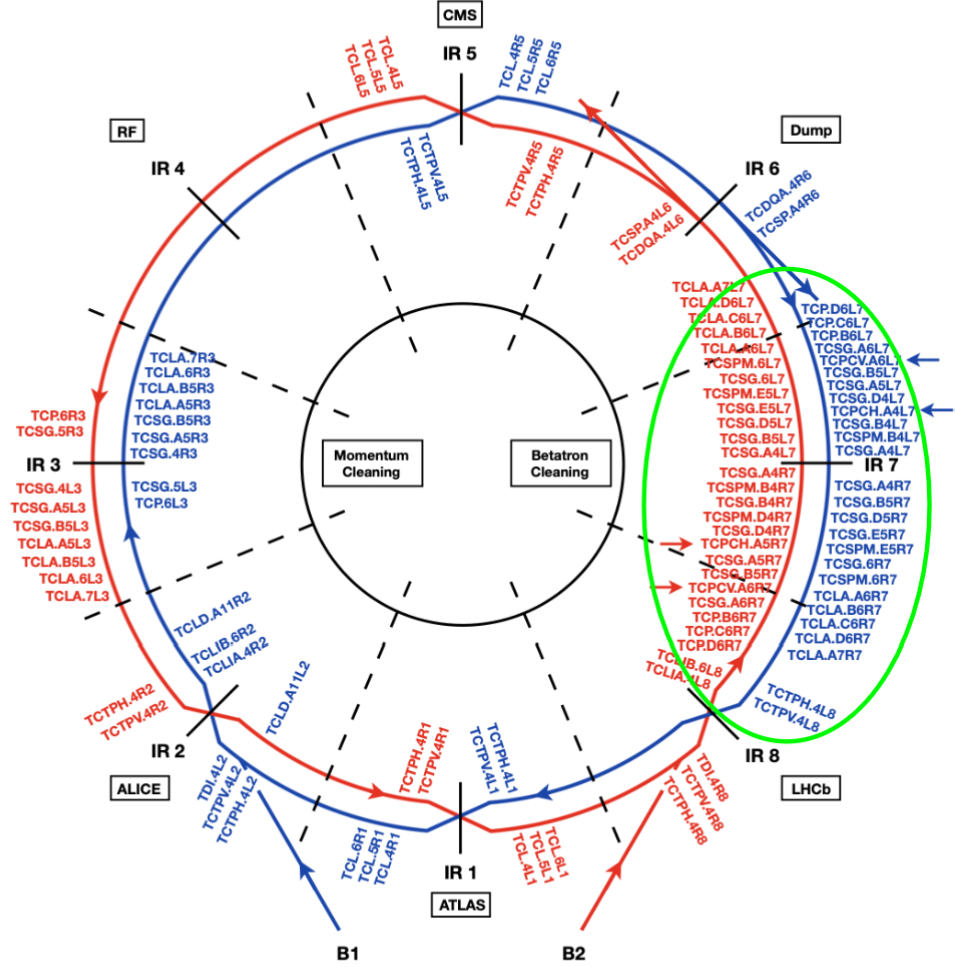 CMS
IR 5
TCL.4L5
TCL.5L5
TCL.6L5
TCL.4R5
TCL.5R5
TCL.6R5
RF
IR 4
TCTPV.4L5
TCTPH.4L5
TCTPV.4R5
TCTPH.4R5
Dump
IR 6
TCDQA.4R6
TCSP.A4R6
TCSP.A4L6
TCDQA.4L6
TCLA.A7L7
TCLA.D6L7
TCLA.C6L7
TCLA.B6L7
TCLA.A6L7
TCSPM.6L7
TCSG.6L7
TCSPM.E5L7
TCSG.E5L7
TCSG.D5L7
TCSG.B5L7
TCSG.A4L7
TCSG.A4R7
TCSPM.B4R7
TCSG.B4R7
TCSPM.D4R7
TCSG.D4R7
TCPCH.A5R7
TCSG.A5R7
TCSG.B5R7
TCPCV.A6R7
TCSG.A6R7
TCP.B6R7
TCP.C6R7
TCP.D6R7
TCLIB.6L8
TCLIA.4L8
TCP.D6L7
TCP.C6L7
TCP.B6L7
TCSG.A6L7
TCPCV.A6L7
TCSG.B5L7
TCSG.A5L7
TCSG.D4L7
TCPCH.A4L7
TCSG.B4L7
TCSPM.B4L7
TCSG.A4L7
IR 7
TCSG.A4R7
TCSG.B5R7
TCSG.D5R7
TCSG.E5R7
TCSPM.E5R7
TCSG.6R7
TCSPM.6R7
TCLA.A6R7
TCLA.B6R7
TCLA.C6R7
TCLA.D6R7
TCLA.A7R7
TCTPH.4L8
TCTPV.4L8
IR 8
LHCb
TCLA.7R3
TCLA.6R3
TCLA.B5R3
TCLA.A5R3
TCSG.B5R3
TCSG.A5R3
TCSG.4R3
TCP.6R3
TCSG.5R3
IR 3
TCSG.5L3
TCP.6L3
TCSG.4L3
TCSG.A5L3
TCSG.B5L3
TCLA.A5L3
TCLA.B5L3
TCLA.6L3
TCLA.7L3
Momentum
Cleaning
Betatron
Cleaning
TCLD.A11R2
TCLIB.6R2
TCLIA.4R2
TCTPH.4R2
TCTPV.4R2
IR 2
ALICE
TCLD.A11L2
TDI.4L2
TCTPV.4L2
TCTPH.4L2
TCTPH.4R1
TCTPV.4R1
TCTPH.4L1
TCTPV.4L1
TCL.6R1
TCL.5R1
TCL.4R1
IR 1
ATLAS
TCL.6L1
TCL.5L1
TCL.4L1
TDI.4R8
TCTPV.4R8
TCTPH.4R8
B1
B2